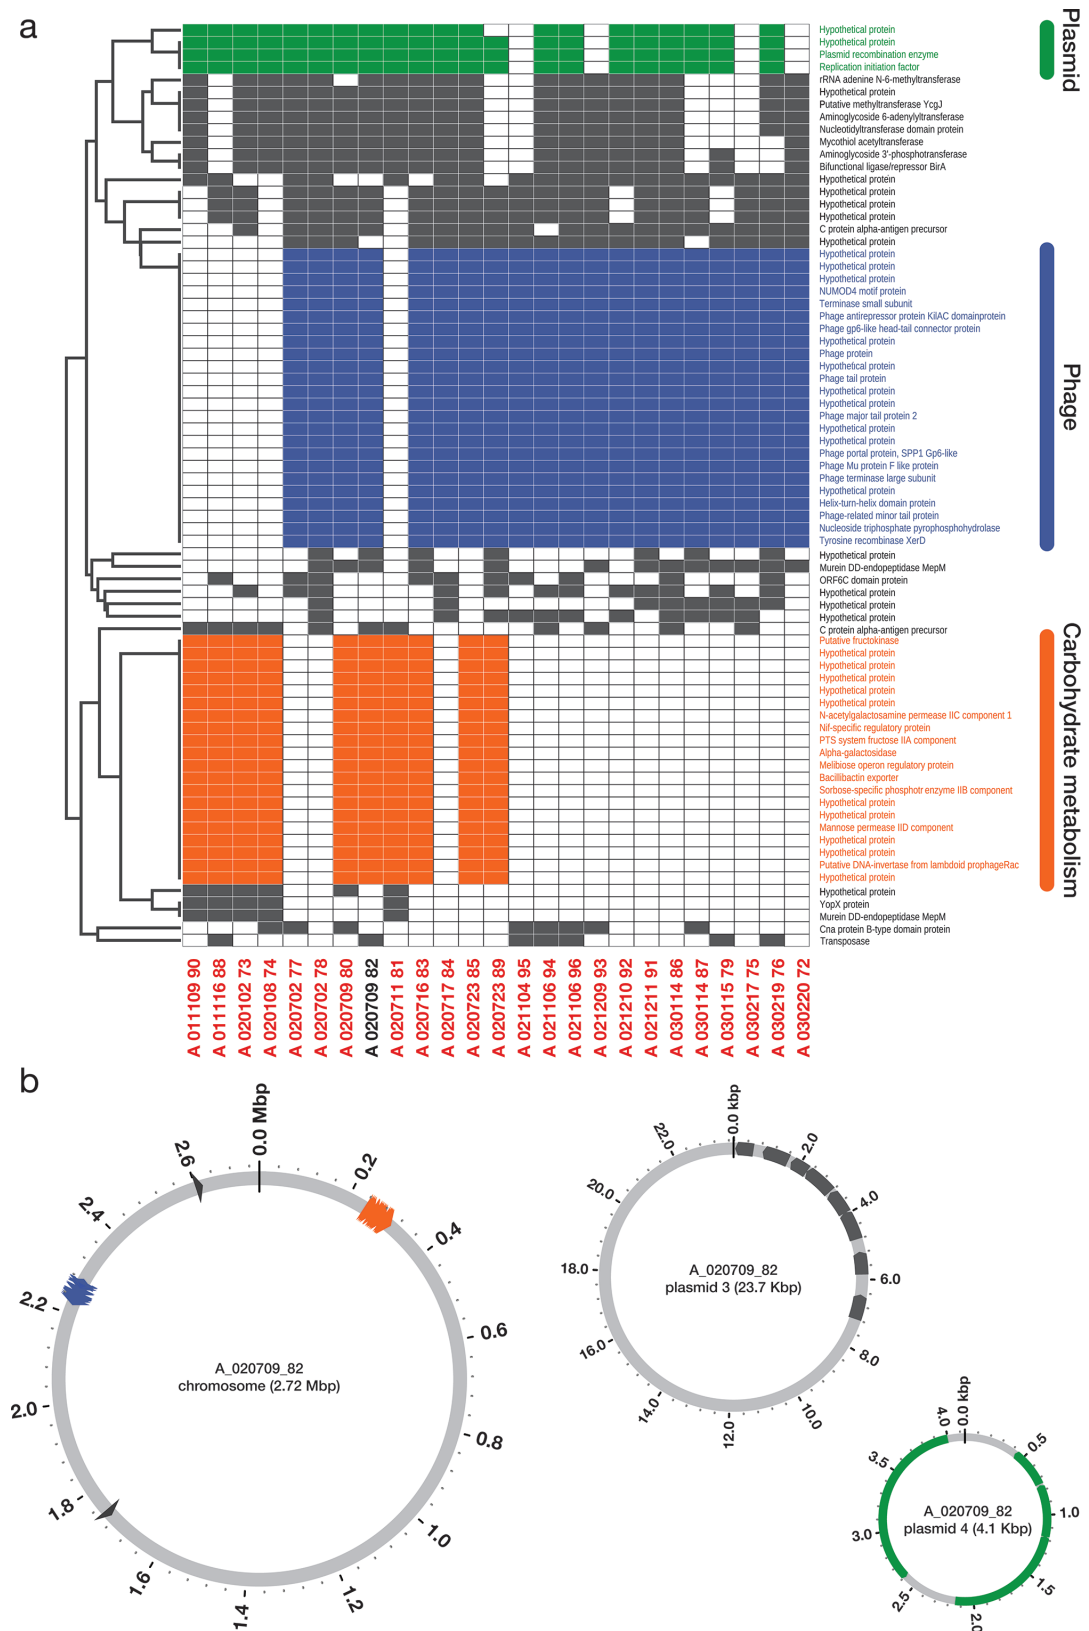 a
Plasmid
Hypothetical protein
Hypothetical protein
Plasmid recombination enzyme
Replication initiation factor
rRNA adenine N-6-methyltransferase
Hypothetical protein
Putative methyltransferase YcgJ
Aminoglycoside 6-adenylyltransferase
Nucleotidyltransferase domain protein
Mycothiol acetyltransferase
Aminoglycoside 3'-phosphotransferase
Bifunctional ligase/repressor BirA
Hypothetical protein
Hypothetical protein
Hypothetical protein
Hypothetical protein
C protein alpha-antigen precursor
Hypothetical protein
Phage
Hypothetical protein
Hypothetical protein
Hypothetical protein
NUMOD4 motif protein
Terminase small subunit
Phage antirepressor protein KilAC domainprotein
Phage gp6-like head-tail connector protein
Hypothetical protein
Phage protein
Hypothetical protein
Phage tail protein
Hypothetical protein
Hypothetical protein
Phage major tail protein 2
Hypothetical protein
Hypothetical protein
Phage portal protein, SPP1 Gp6-like
Phage Mu protein F like protein
Phage terminase large subunit
Hypothetical protein
Helix-turn-helix domain protein
Phage-related minor tail protein
Nucleoside triphosphate pyrophosphohydrolase
Tyrosine recombinase XerD
Hypothetical protein
Murein DD-endopeptidase MepM
ORF6C domain protein
Hypothetical protein
Hypothetical protein
Hypothetical protein
C protein alpha-antigen precursor
Carbohydrate metabolism
Putative fructokinase
Hypothetical protein
Hypothetical protein
Hypothetical protein
Hypothetical protein
Hypothetical protein
N-acetylgalactosamine permease IIC component 1
Nif-specific regulatory protein
PTS system fructose IIA component
Alpha-galactosidase
Melibiose operon regulatory protein
Bacillibactin exporter
Sorbose-specific phosphotr enzyme IIB component
Hypothetical protein
Hypothetical protein
Mannose permease IID component
Hypothetical protein
Hypothetical protein
Putative DNA-invertase from lambdoid prophageRac
Hypothetical protein
Hypothetical protein
YopX protein
Murein DD-endopeptidase MepM
Cna protein B-type domain protein
Transposase
A 011109 90
A 011116 88
A 020102 73
A 020108 74
A 020702 77
A 020702 78
A 020709 80
A 020709 82
A 020711 81
A 020716 83
A 020717 84
A 020723 85
A 020723 89
A 021104 95
A 021106 94
A 021106 96
A 021209 93
A 021210 92
A 021211 91
A 030114 86
A 030114 87
A 030115 79
A 030217 75
A 030219 76
A 030220 72
b
0.0 Mbp
0.2
0.4
0.6
0.8
1.0
1.2
1.4
1.6
1.8
2.0
2.2
2.4
2.6
A_020709_82
chromosome (2.72 Mbp)
0.0 kbp
2.0
4.0
6.0
8.0
10.0
12.0
14.0
16.0
18.0
20.0
22.0
A_020709_82
plasmid 3 (23.7 Kbp)
0.0 kbp
0.5
1.0
1.5
2.0
2.5
3.0
3.5
4.0
A_020709_82
plasmid 4 (4.1 Kbp)